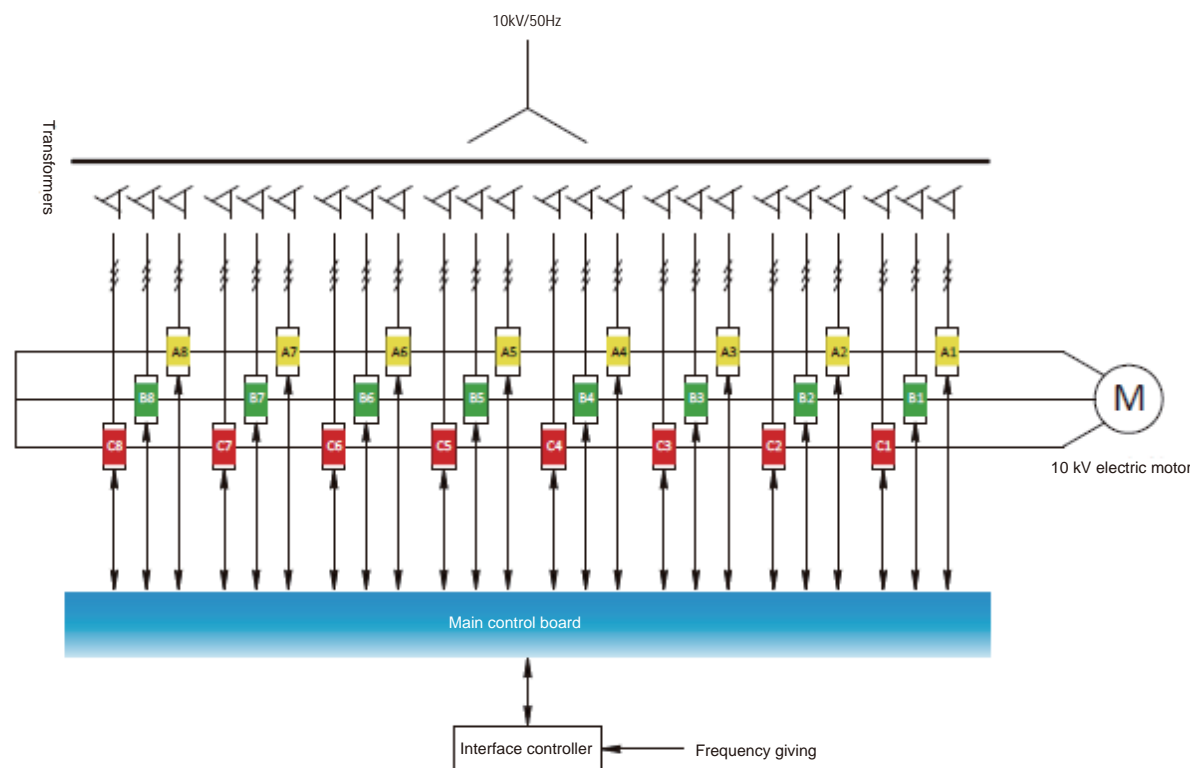 10kV/50Hz
Transformers
A8 A7 A6 A5 A4 A3 A2 A1
B8 B7 B6 B5 B4 B3 B2 B1
M
C8 C7 C6 C5 C4 C3 C2 C1
10 kV electric motor
Main control board
Interface controller
Frequency giving